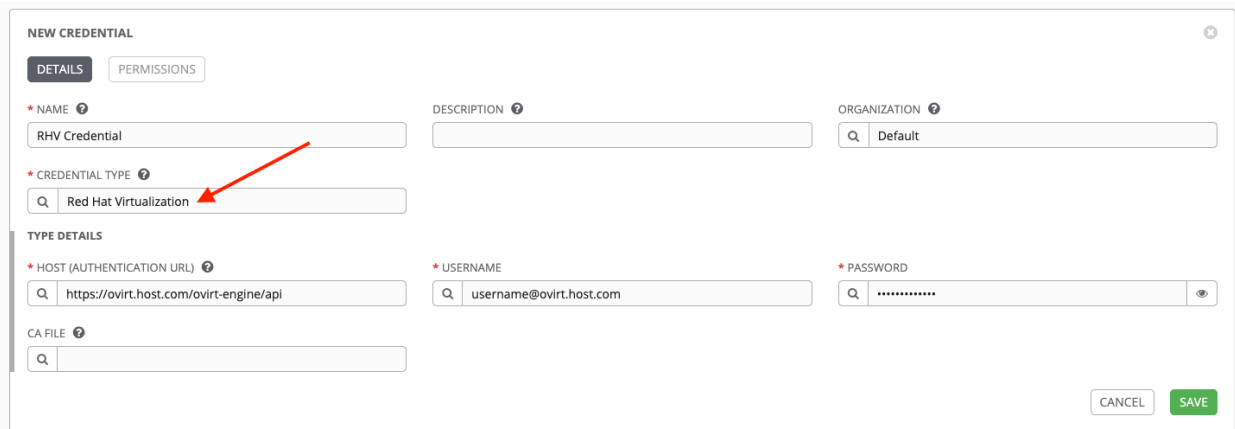 NEW CREDENTIAL
DETAILS PERMISSIONS
* NAME DESCRIPTION ORGANIZATION
RHV Credential Default
* CREDENTIAL TYPE
Red Hat Virtualization
TYPE DETAILS
* HOST (AUTHENTICATION URL) * USERNAME * PASSWORD
https://ovirt.host.com/ovirt-engine/api username@ovirt.host.com •••••••••••••
CA FILE
CANCEL SAVE